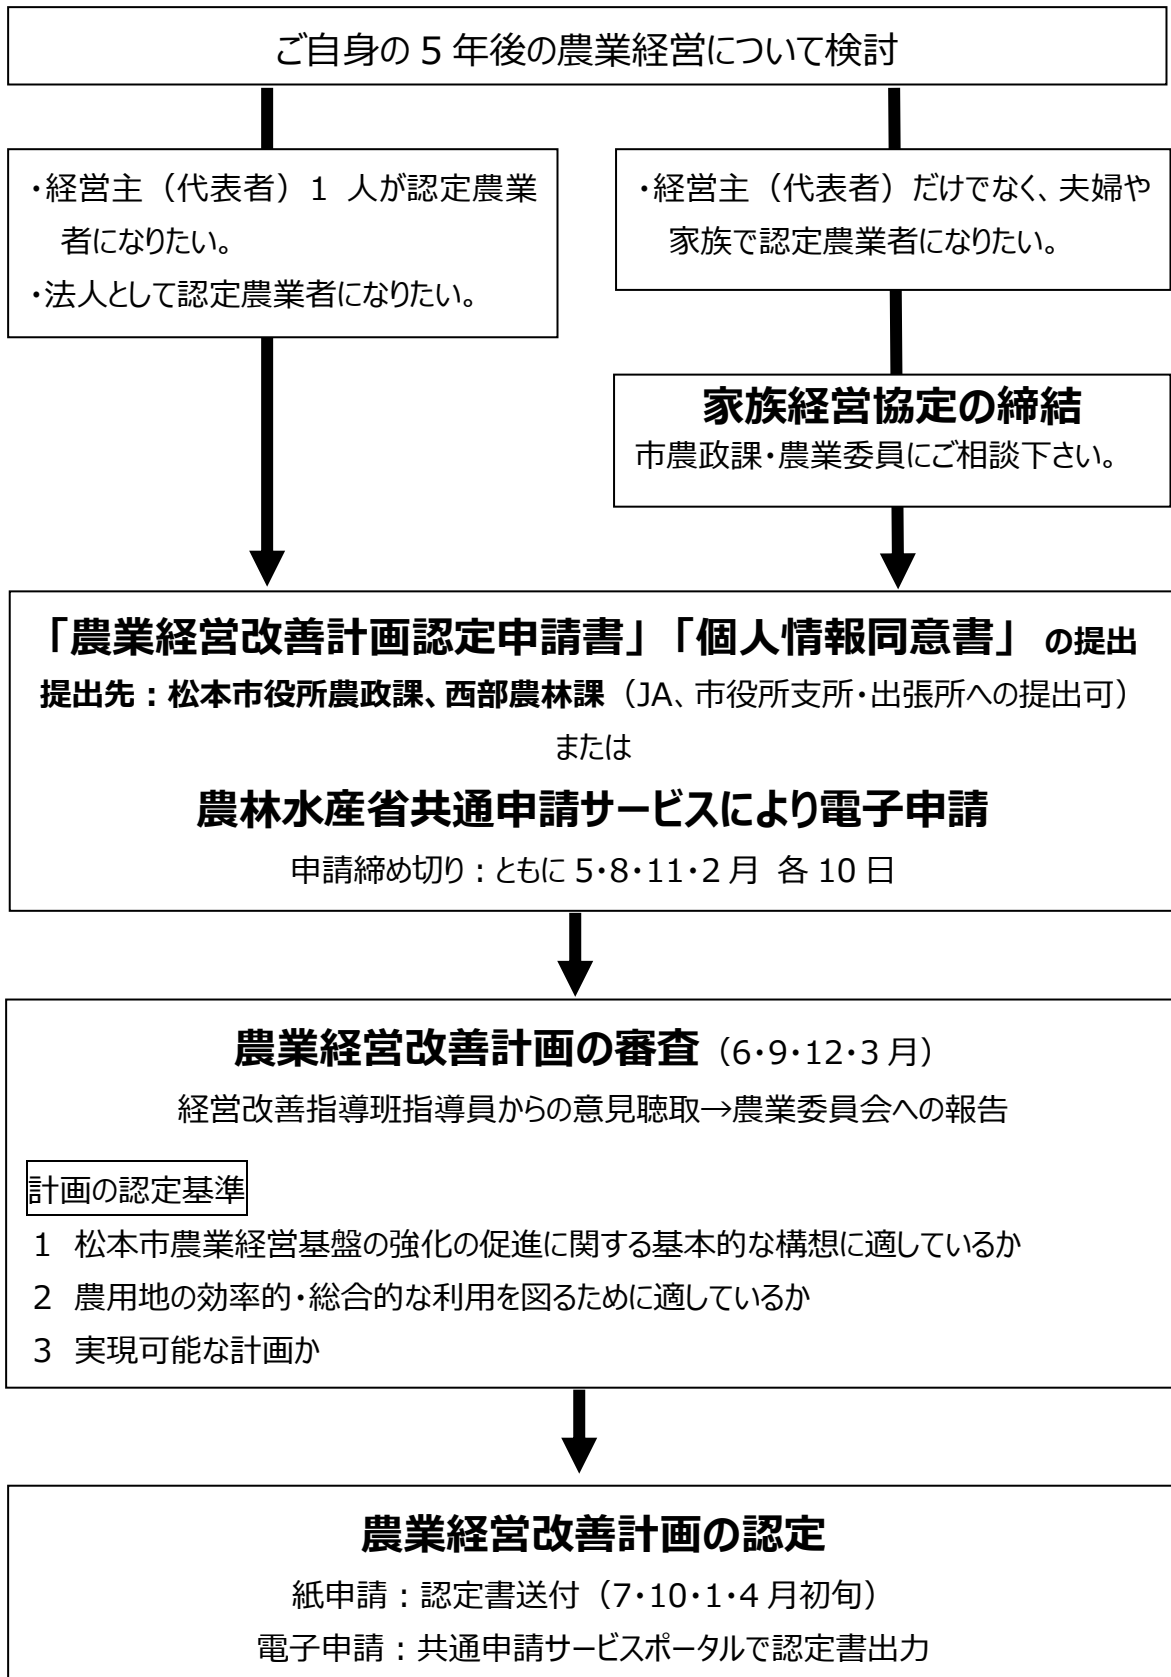 ご自身の5年後の農業経営について検討
・経営主（代表者）1 人が認定農業
者になりたい。
・法人として認定農業者になりたい。
・経営主（代表者）だけでなく、夫婦や
家族で認定農業者になりたい。
家族経営協定の締結
市農政課・農業委員にご相談下さい。
「農業経営改善計画認定申請書」「個人情報同意書」 の提出
提出先：松本市役所農政課、西部農林課（JA、市役所支所・出張所への提出可）
または
農林水産省共通申請サービスにより電子申請
申請締め切り：ともに 5・8・11・2 月 各 10 日
農業経営改善計画の審査（6・9・12・3 月）
経営改善指導班指導員からの意見聴取→農業委員会への報告
計画の認定基準
1 松本市農業経営基盤の強化の促進に関する基本的な構想に適しているか
2 農用地の効率的・総合的な利用を図るために適しているか
3 実現可能な計画か
農業経営改善計画の認定
紙申請：認定書送付（7・10・1・4 月初旬）
電子申請：共通申請サービスポータルで認定書出力